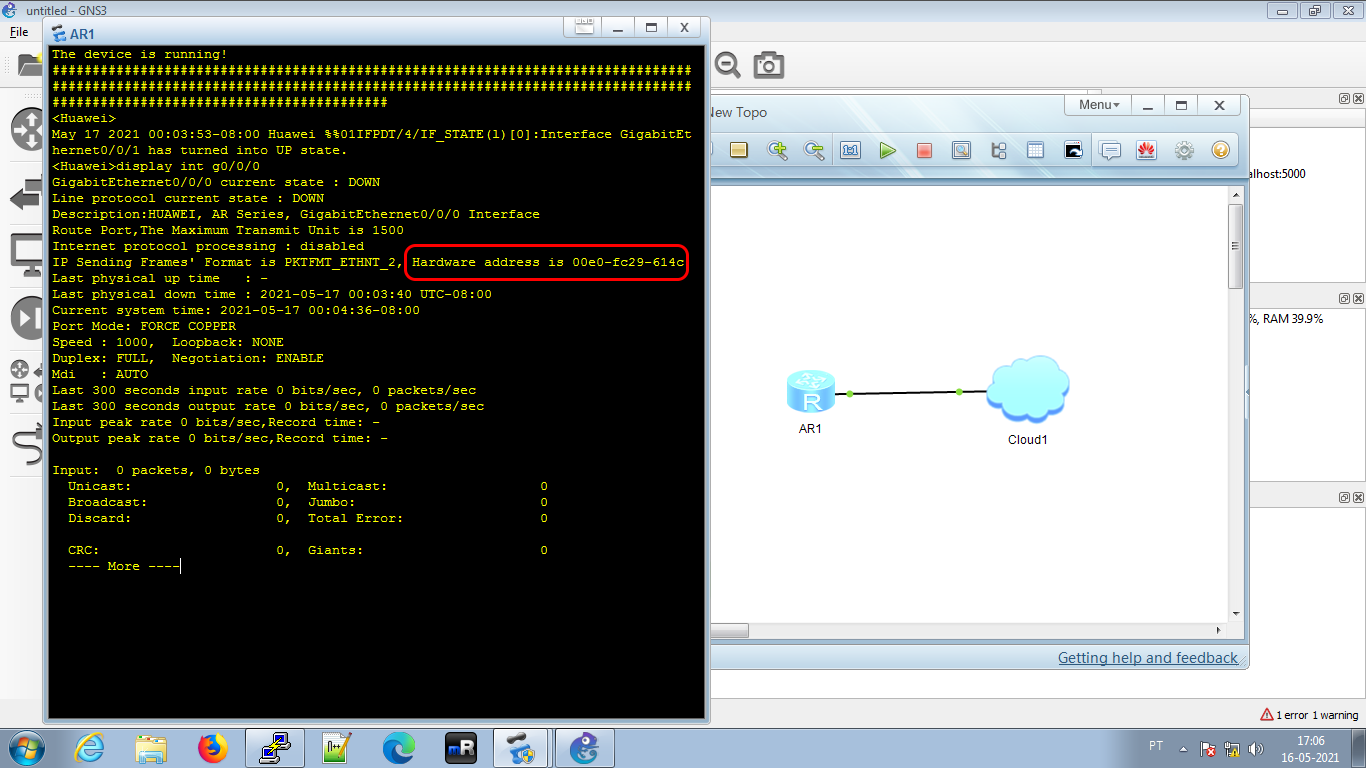 untitled - GNS3
File
AR1
The device is running!
################################################################################
################################################################################
##########################################
<Huawei>
May 17 2021 00:03:53-08:00 Huawei %%01IFPDT/4/IF_STATE(1)[0]:Interface GigabitEt
hernet0/0/1 has turned into UP state.
<Huawei>display int g0/0/0
GigabitEthernet0/0/0 current state : DOWN
Line protocol current state : DOWN
Description:HUAWEI, AR Series, GigabitEthernet0/0/0 Interface
Route Port,The Maximum Transmit Unit is 1500
Internet protocol processing : disabled
IP Sending Frames' Format is PKTFMT_ETHNT_2, Hardware address is 00e0-fc29-614c
Last physical up time   : -
Last physical down time : 2021-05-17 00:03:40 UTC-08:00
Current system time: 2021-05-17 00:04:36-08:00
Port Mode: FORCE COPPER
Speed : 1000,  Loopback: NONE
Duplex: FULL,  Negotiation: ENABLE
Mdi   : AUTO
Last 300 seconds input rate 0 bits/sec, 0 packets/sec
Last 300 seconds output rate 0 bits/sec, 0 packets/sec
Input peak rate 0 bits/sec,Record time: -
Output peak rate 0 bits/sec,Record time: -
Input:  0 packets, 0 bytes
Unicast:                  0,  Multicast:                   0
Broadcast:                0,  Jumbo:                       0
Discard:                  0,  Total Error:                 0
CRC:                      0,  Giants:                      0
---- More ----
New Topo
Menu
alhost:5000
%, RAM 39.9%
R
AR1
Cloud1
Getting help and feedback
1 error 1 warning
mR
PT
17:06
16-05-2021